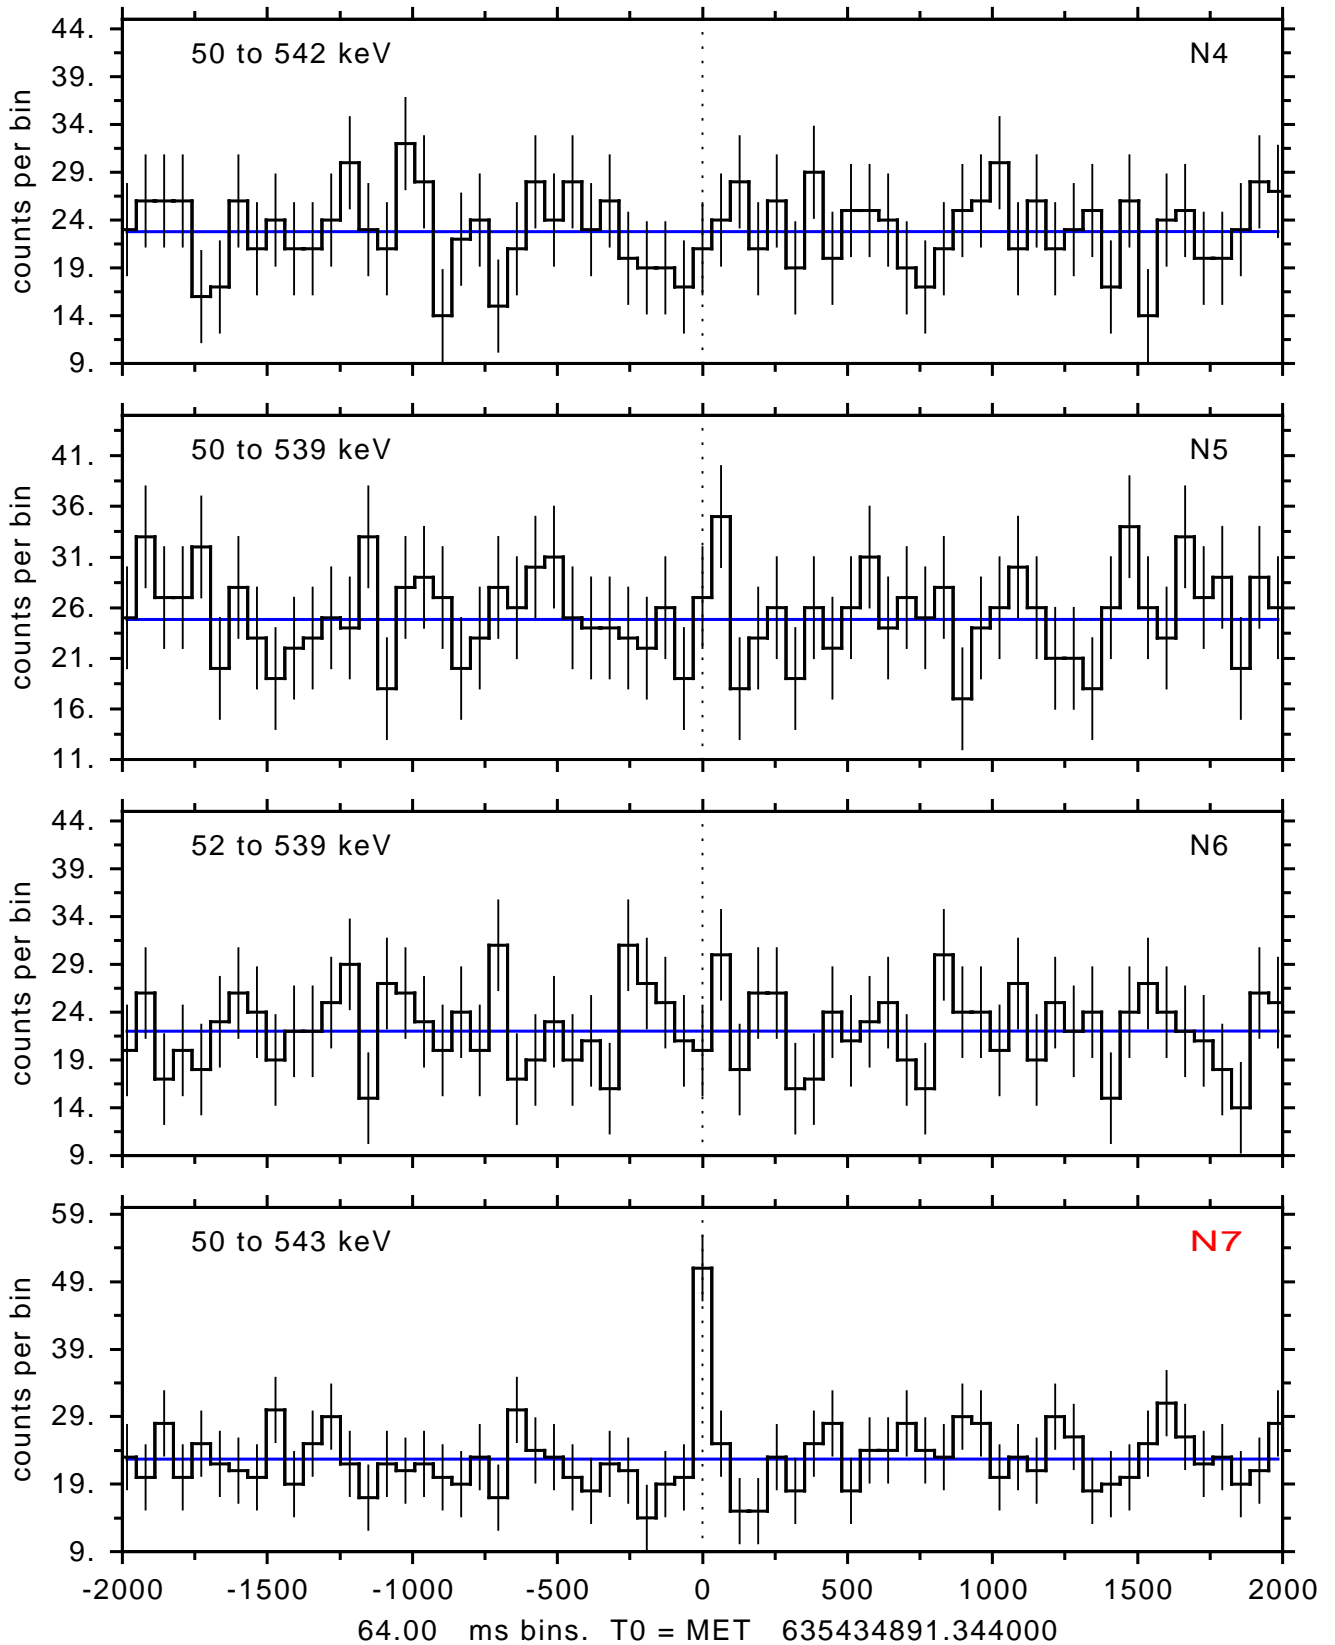 50 to 542 keV N4
44.
39.
34.
29.
24.
19.
14.
9.
counts per bin
50 to 539 keV N5
41.
36.
31.
26.
21.
16.
11.
counts per bin
52 to 539 keV N6
44.
39.
34.
29.
24.
19.
14.
9.
counts per bin
50 to 543 keV N7
59.
49.
39.
29.
19.
9.
counts per bin
-2000 -1500 -1000 -500 0 500 1000 1500 2000
64.00 ms bins. T0 = MET 635434891.344000